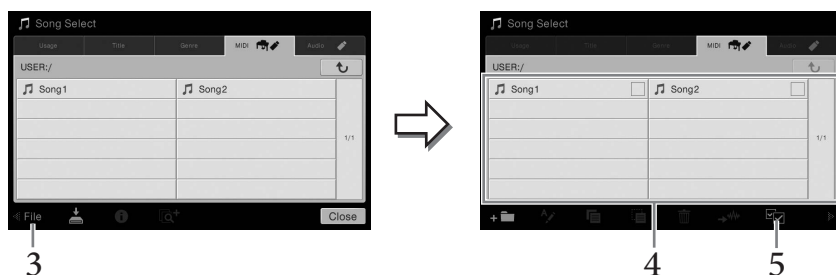 Song Select
Usage Title Genre MIDI Audio
USER:/
Song1 Song2
1/1
File Close
3
Song Select
Usage Title Genre MIDI Audio
USER:/
Song1 Song2
1/1
4 5